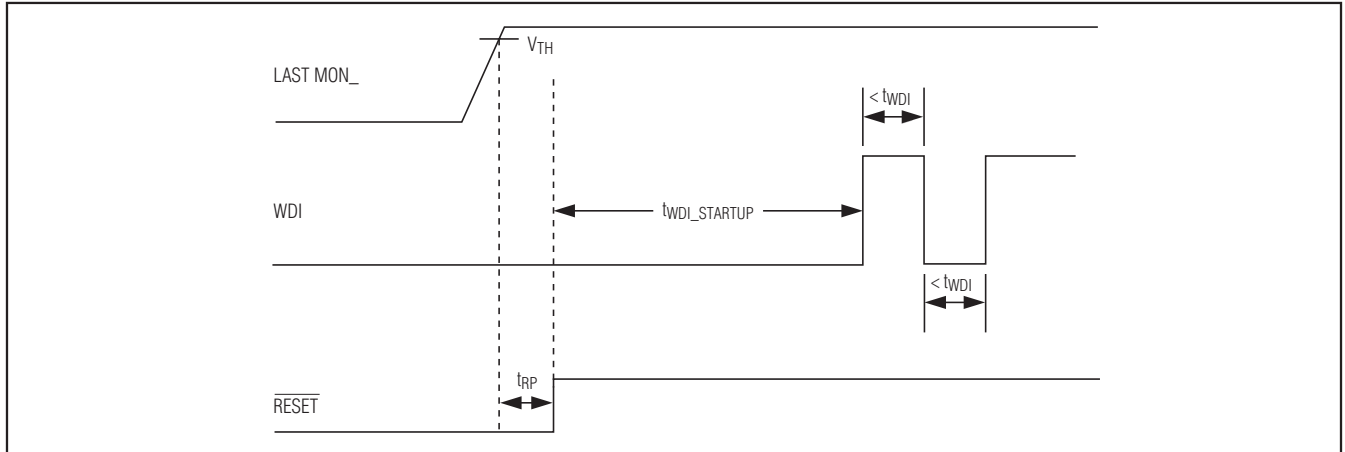 VTH
LAST MON_
< tWDI
WDI
tWDI_STARTUP
< tWDI
tRP
RESET